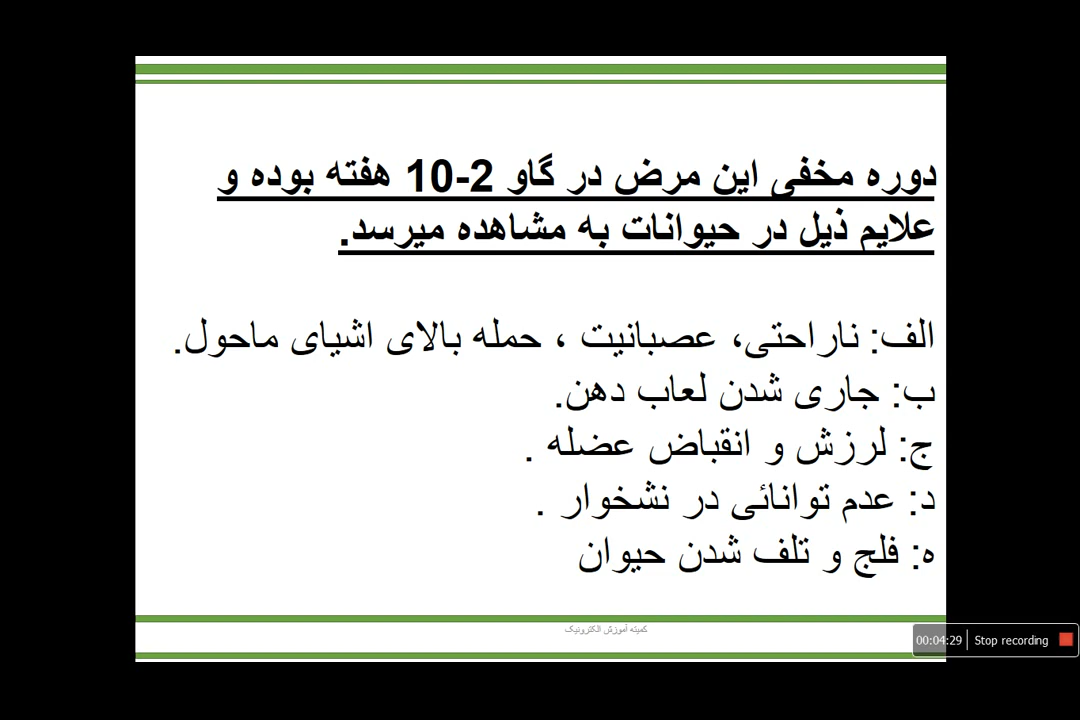 دوره مخفی این مرض در گاو 2-10 هفته بوده و
علایم ذیل در حیوانات به مشاهده میرسد.
الف: ناراحتی، عصبانیت ، حمله بالای اشیای ماحول.
ب: جاری شدن لعاب دهن.
ج: لرزش و انقباض عضله .
د: عدم توانائی در نشخوار .
ه: فلج و تلف شدن حیوان
کمیته آموزش الکترونیک
00:04:29 Stop recording